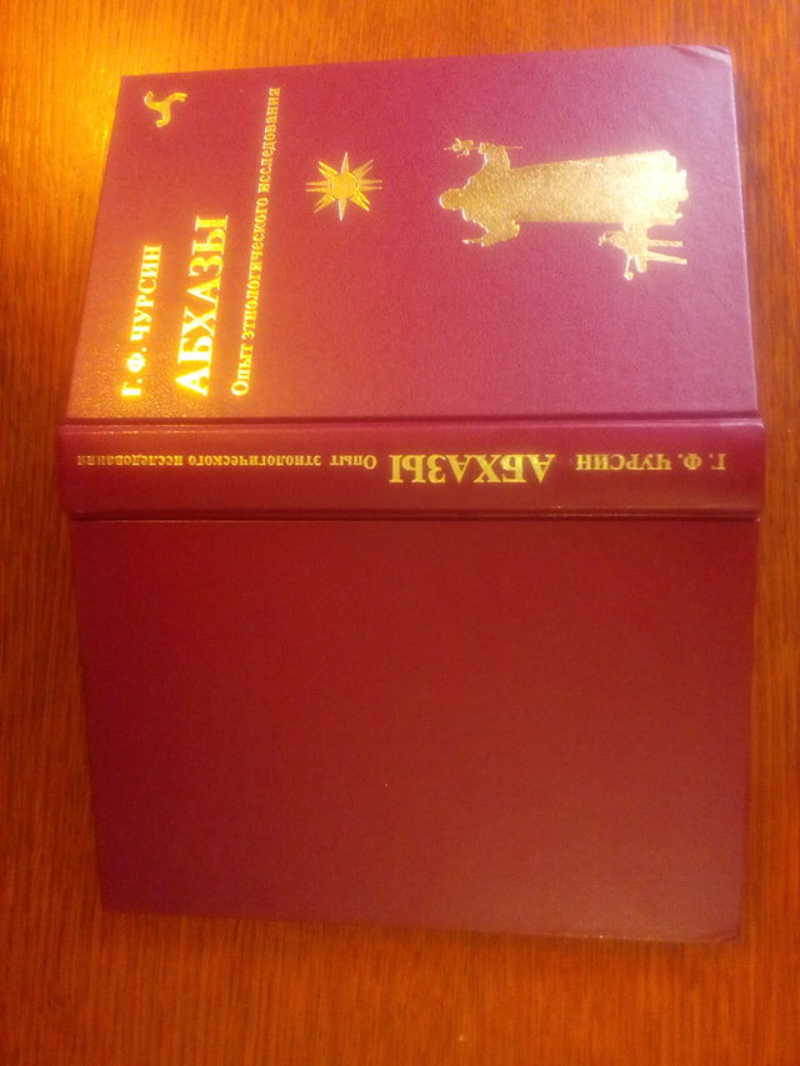 Г. Ф. ЧУРСИН
АБХАЗЫ
Опыт этнологического исследования
Г. Ф. ЧУРСИН АБХАЗЫ Опыт этнологического исследования